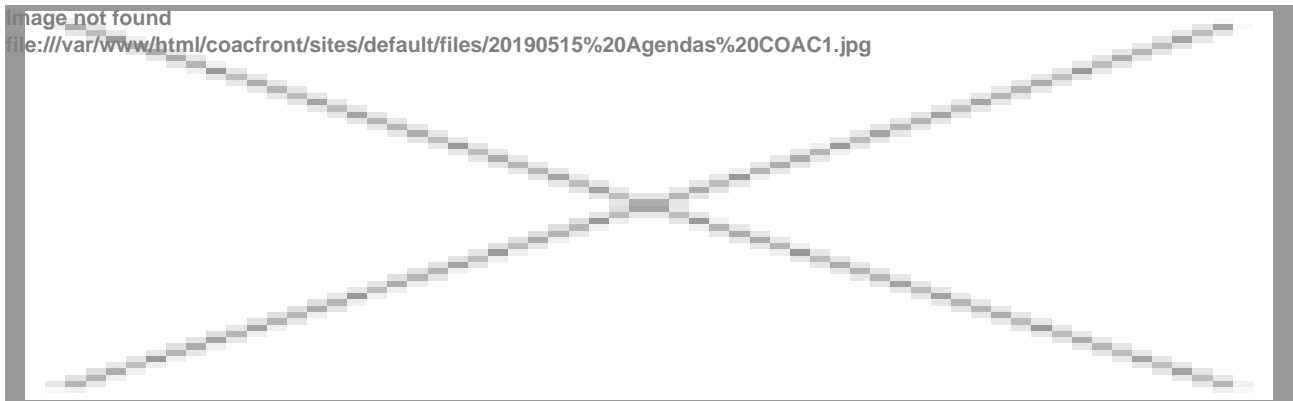 Image not found
file:///var/www/html/coacfront/sites/default/files/20190515%20Agendas%20COAC1.jpg